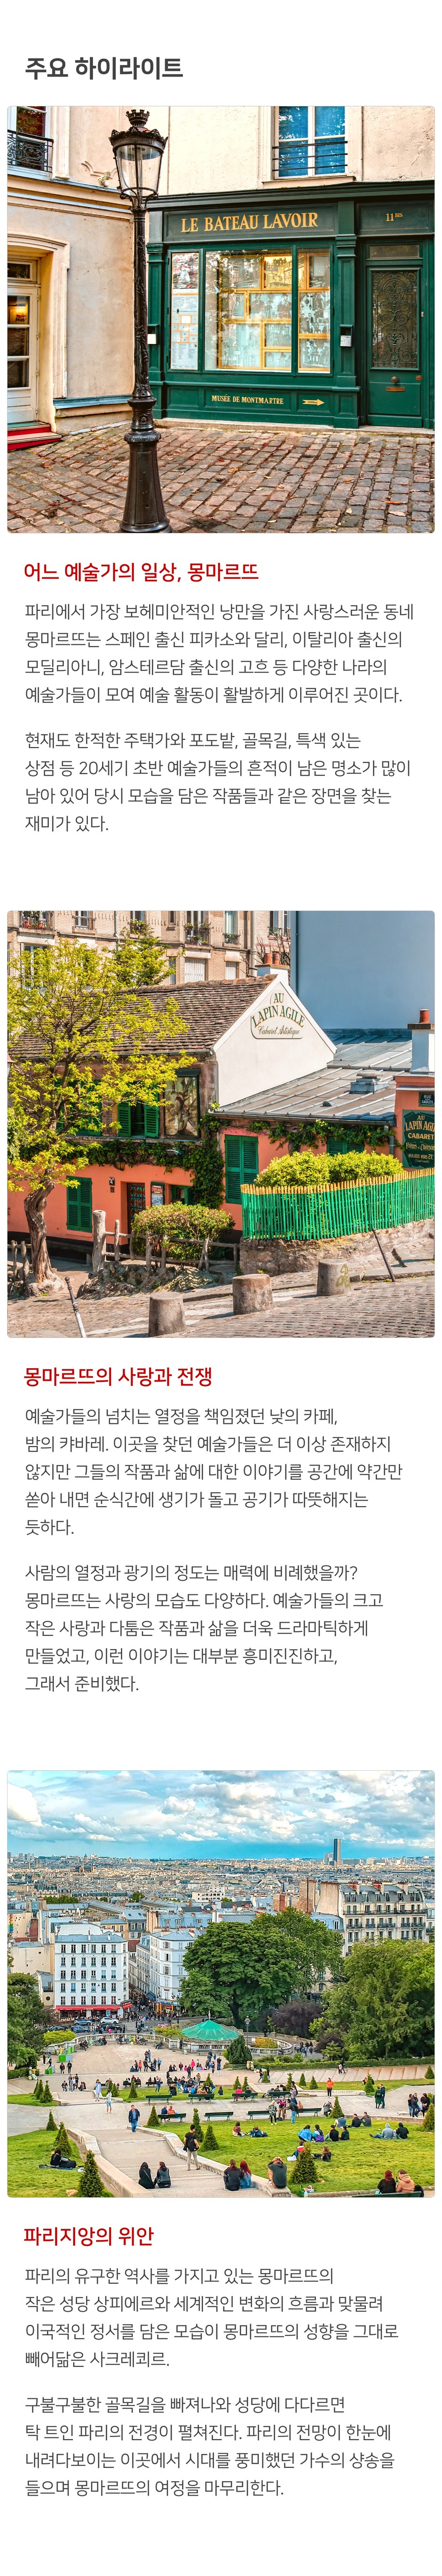 주요 하이라이트
LE BATEAU LAVOIR
11 BIS
MUSÉE DE MONTMARTRE
어느 예술가의 일상, 몽마르뜨
파리에서 가장 보헤미안적인 낭만을 가진 사랑스러운 동네
몽마르뜨는 스페인 출신 피카소와 달리, 이탈리아 출신의
모딜리아니, 암스테르담 출신의 고흐 등 다양한 나라의
예술가들이 모여 예술 활동이 활발하게 이루어진 곳이다.
현재도 한적한 주택가와 포도밭, 골목길, 특색 있는
상점 등 20세기 초반 예술가들의 흔적이 남은 명소가 많이
남아 있어 당시 모습을 담은 작품들과 같은 장면을 찾는
재미가 있다.
AU
LAPIN AGILE
Cabaret Artistique
AU
LAPIN AGILE
CABARET
몽마르뜨의 사랑과 전쟁
예술가들의 넘치는 열정을 책임졌던 낮의 카페,
밤의 캬바레. 이곳을 찾던 예술가들은 더 이상 존재하지
않지만 그들의 작품과 삶에 대한 이야기를 공간에 약간만
쏟아 내면 순식간에 생기가 돌고 공기가 따뜻해지는
듯하다.
사람의 열정과 광기의 정도는 매력에 비례했을까?
몽마르뜨는 사랑의 모습도 다양하다. 예술가들의 크고
작은 사랑과 다툼은 작품과 삶을 더욱 드라마틱하게
만들었고, 이런 이야기는 대부분 흥미진진하고,
그래서 준비했다.
파리지앙의 위안
파리의 유구한 역사를 가지고 있는 몽마르뜨의
작은 성당 상피에르와 세계적인 변화의 흐름과 맞물려
이국적인 정서를 담은 모습이 몽마르뜨의 성향을 그대로
빼어닮은 사크레쾨르.
구불구불한 골목길을 빠져나와 성당에 다다르면
탁 트인 파리의 전경이 펼쳐진다. 파리의 전망이 한눈에
내려다보이는 이곳에서 시대를 풍미했던 가수의 샹송을
들으며 몽마르뜨의 여정을 마무리한다.